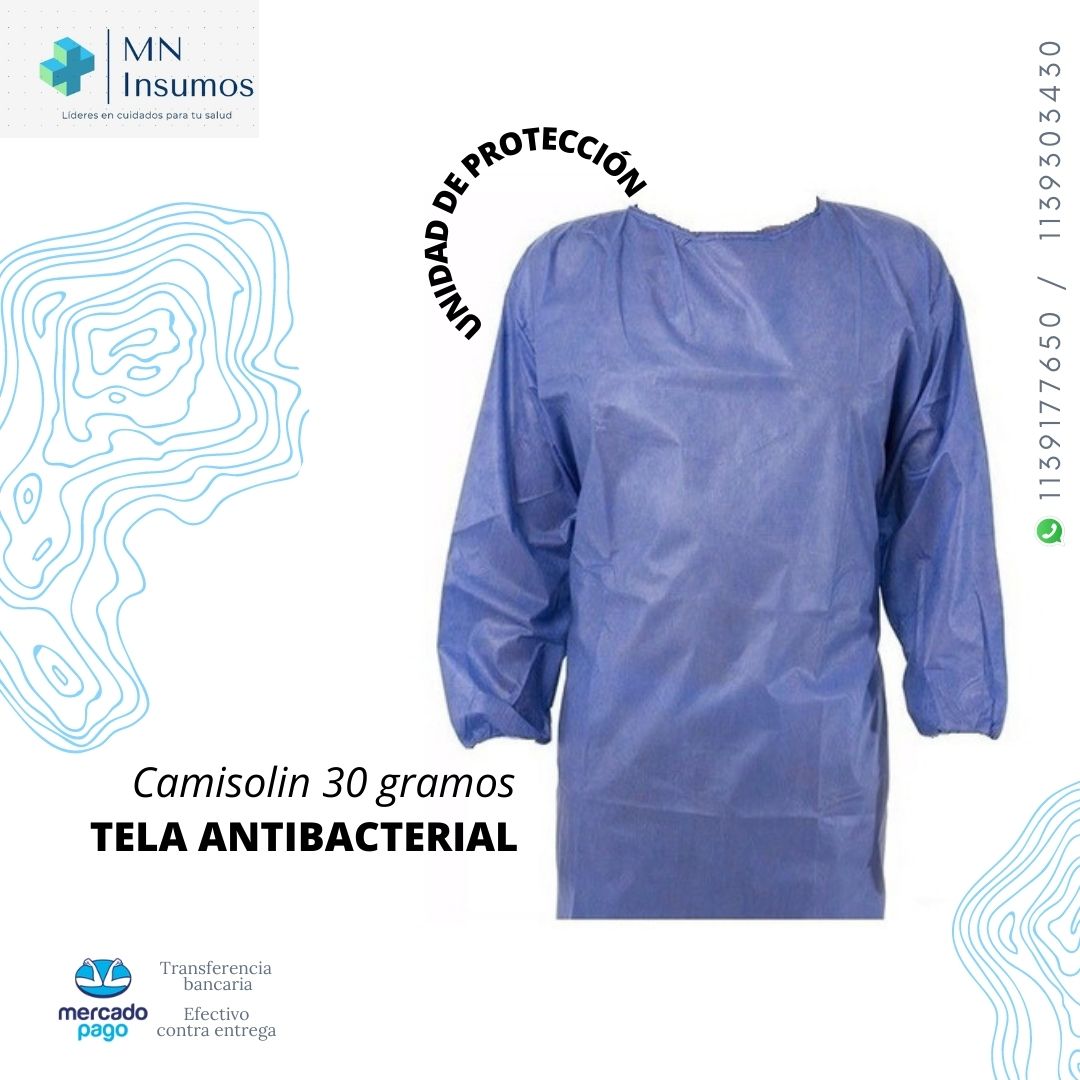 MN
Insumos
Líderes en cuidados para tu salud
UNIDAD DE PROTECCIÓN
1139177650 / 1139303430
Camisolin 30 gramos
TELA ANTIBACTERIAL
mercado
pago
Transferencia
bancaria
Efectivo
contra entrega